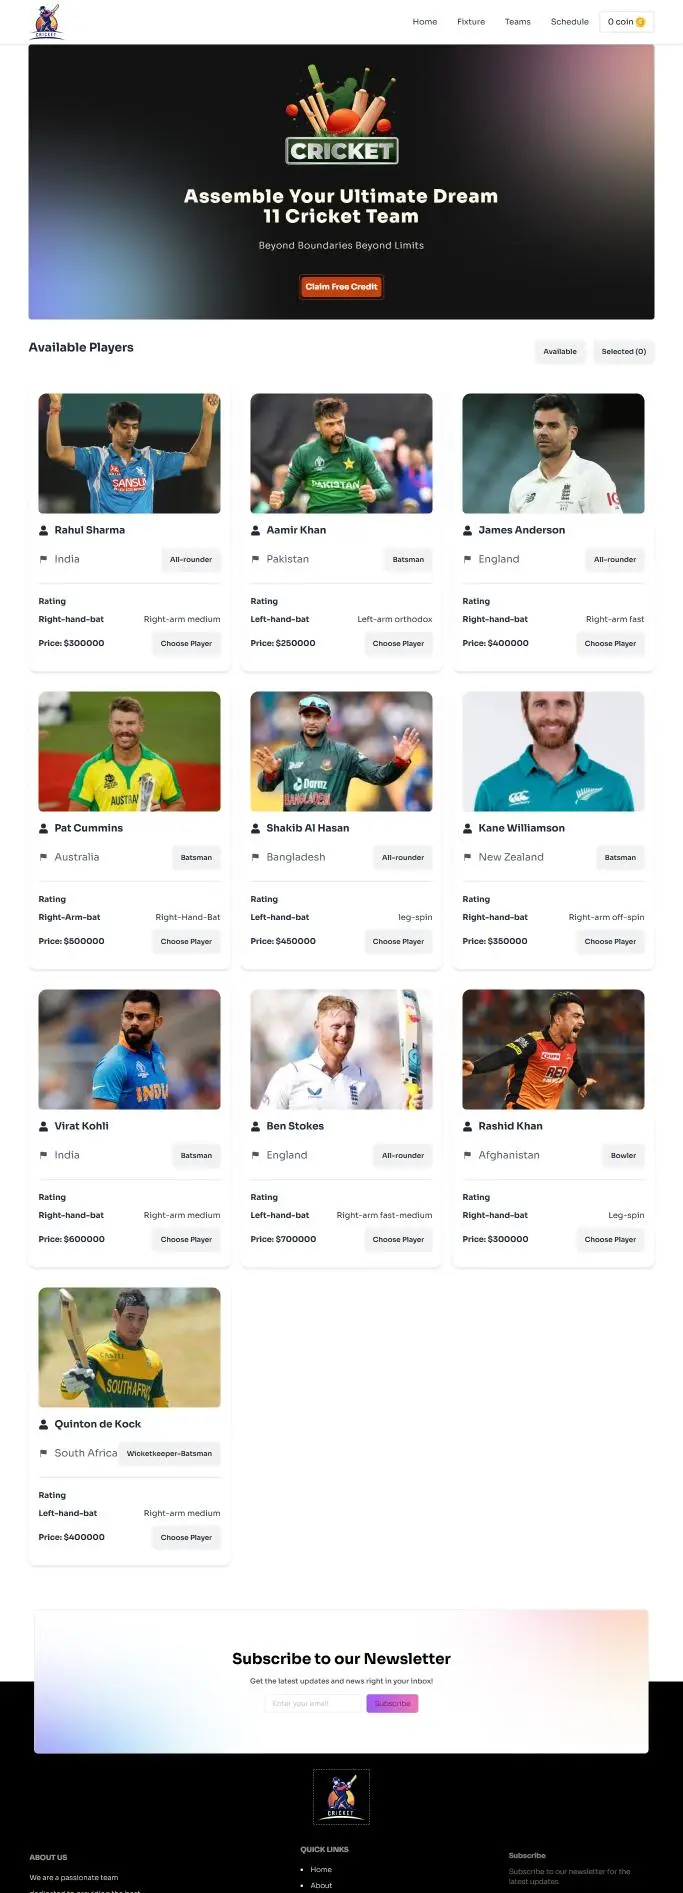 CRICKET
Home Fixture Teams Schedule 0 coin
CRICKET
Assemble Your Ultimate Dream
11 Cricket Team
Beyond Boundaries Beyond Limits
Claim Free Credit
Available Players
Available Selected (0)
SANSUI
PAKISTAN
Rahul Sharma
Aamir Khan
James Anderson
India All-rounder
Pakistan Batsman
England All-rounder
Rating
Rating
Rating
Right-hand-bat Right-arm medium
Left-hand-bat Left-arm orthodox
Right-hand-bat Right-arm fast
Price: $300000 Choose Player
Price: $250000 Choose Player
Price: $400000 Choose Player
AUSTRA
Daraz
BANGLADESH
Pat Cummins
Shakib Al Hasan
Kane Williamson
Australia Batsman
Bangladesh All-rounder
New Zealand Batsman
Rating
Rating
Rating
Right-Arm-bat Right-Hand-Bat
Left-hand-bat leg-spin
Right-hand-bat Right-arm off-spin
Price: $500000 Choose Player
Price: $450000 Choose Player
Price: $350000 Choose Player
INDIA
RED
Virat Kohli
Ben Stokes
Rashid Khan
India Batsman
England All-rounder
Afghanistan Bowler
Rating
Rating
Rating
Right-hand-bat Right-arm medium
Left-hand-bat Right-arm fast-medium
Right-hand-bat Leg-spin
Price: $600000 Choose Player
Price: $700000 Choose Player
Price: $300000 Choose Player
SOUTH AFRIC
Quinton de Kock
South Africa Wicketkeeper-Batsman
Rating
Left-hand-bat Right-arm medium
Price: $400000 Choose Player
Subscribe to our Newsletter
Get the latest updates and news right in your inbox!
Enter your email Subscribe
CRICKET
ABOUT US
We are a passionate team
QUICK LINKS
• Home
• About
Subscribe
Subscribe to our newsletter for the
latest updates.